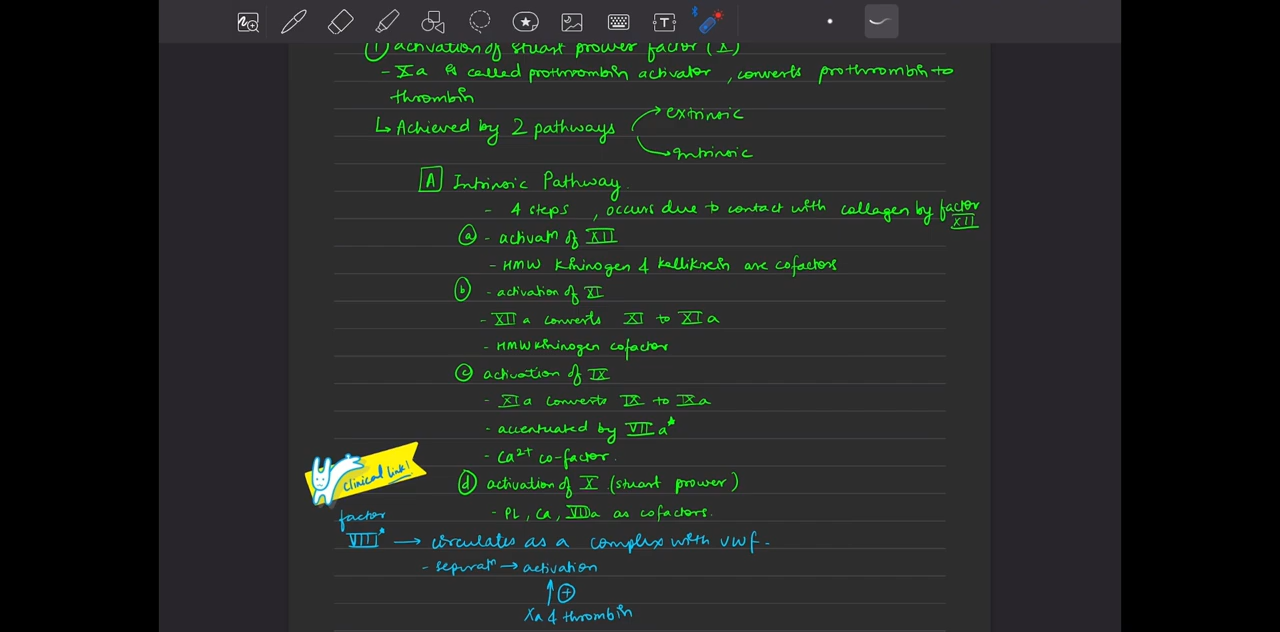 ① activation of stuart prower factor (X)
- Xa is called prothrombin activator, converts prothrombin to
thrombin
↳ Achieved by 2 pathways → extrinsic
→ intrinsic
A Intrinsic Pathway.
- 4 steps, occurs due to contact with collagen by factor
XII
ⓐ - activatⁿ of XII
- HMW kininogen & kallikrein are cofactors
ⓑ - activation of XI
- XII a converts XI to XI a
- HMW kininogen cofactor
ⓒ activation of IX
- XIa converts IX to IXa
- accentuated by VII a*
- Ca²⁺ co-factor.
clinical link!
ⓓ activation of X (stuart prower)
- PL, Ca, VIIIa as cofactors.
factor
VIII* → circulates as a complex with vWf.
- separatⁿ → activation
↑ ⊕
Xa & thrombin